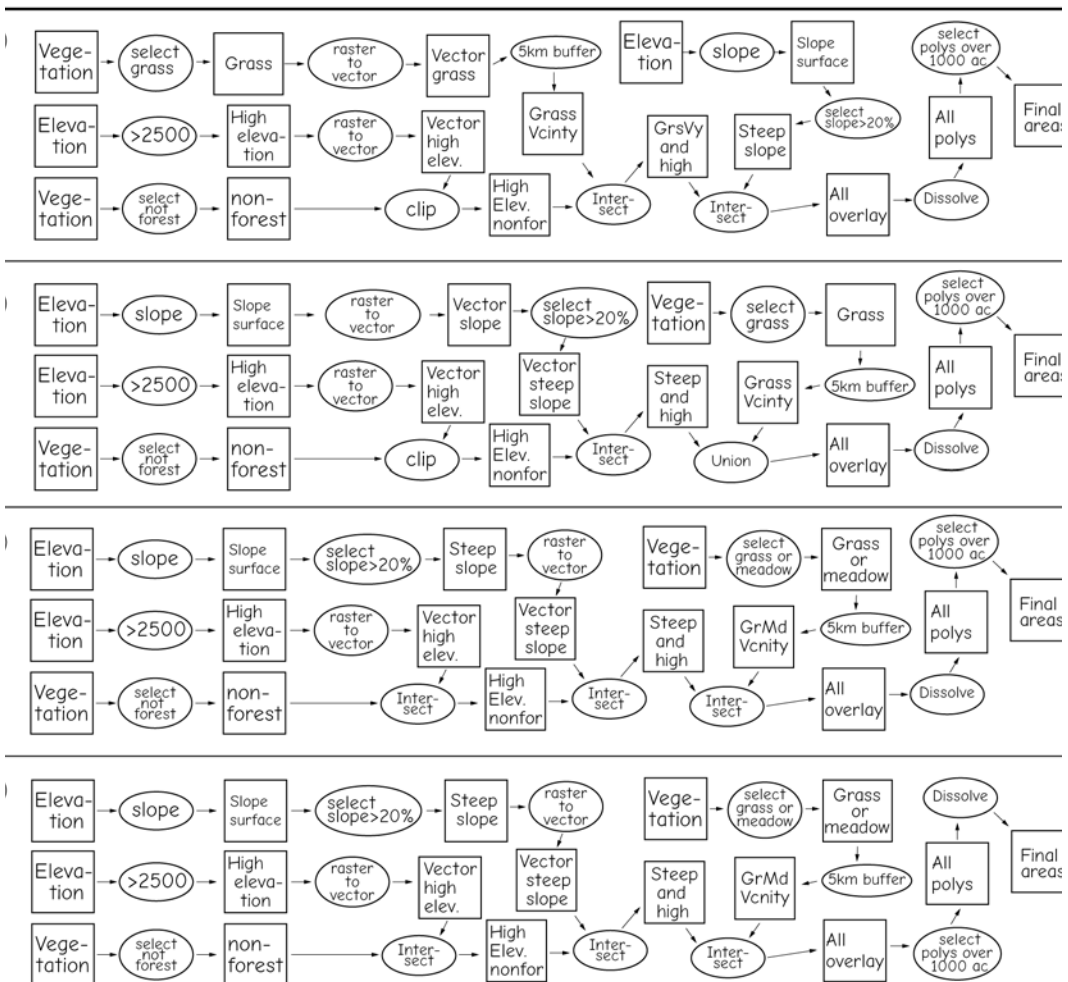 Vege-
tation
select
grass
Grass
raster
to
vector
Vector
grass
5km buffer
Eleva-
tion
slope
Slope
surface
select
polys over
1000 ac
Eleva-
tion
>2500
High
eleva-
tion
raster
to
vector
Vector
high
elev.
Grass
Vcinty
GrsVy
and
high
Steep
slope
select
slope>20%
All
polys
Final
areas
Vege-
tation
select
not
forest
non-
forest
clip
High
Elev.
nonfor
Inter-
sect
Inter-
sect
All
overlay
Dissolve
Eleva-
tion
slope
Slope
surface
raster
to
vector
Vector
slope
select
slope>20%
Vege-
tation
select
grass
Grass
select
polys over
1000 ac
Eleva-
tion
>2500
High
eleva-
tion
raster
to
vector
Vector
high
elev.
Vector
steep
slope
Steep
and
high
Grass
Vcinty
5km buffer
All
polys
Final
areas
Vege-
tation
select
not
forest
non-
forest
clip
High
Elev.
nonfor
Inter-
sect
Union
All
overlay
Dissolve
Eleva-
tion
slope
Slope
surface
select
slope>20%
Steep
slope
raster
to
vector
Vege-
tation
select
grass or
meadow
Grass
or
meadow
select
polys over
1000 ac
Eleva-
tion
>2500
High
eleva-
tion
raster
to
vector
Vector
high
elev.
Vector
steep
slope
Steep
and
high
GrMd
Vcnity
5km buffer
All
polys
Final
areas
Vege-
tation
select
not
forest
non-
forest
Inter-
sect
High
Elev.
nonfor
Inter-
sect
Inter-
sect
All
overlay
Dissolve
Eleva-
tion
slope
Slope
surface
select
slope>20%
Steep
slope
raster
to
vector
Vege-
tation
select
grass or
meadow
Grass
or
meadow
Dissolve
Eleva-
tion
>2500
High
eleva-
tion
raster
to
vector
Vector
high
elev.
Vector
steep
slope
Steep
and
high
GrMd
Vcnity
5km buffer
All
polys
Final
areas
Vege-
tation
select
not
forest
non-
forest
Inter-
sect
High
Elev.
nonfor
Inter-
sect
Inter-
sect
All
overlay
select
polys over
1000 ac